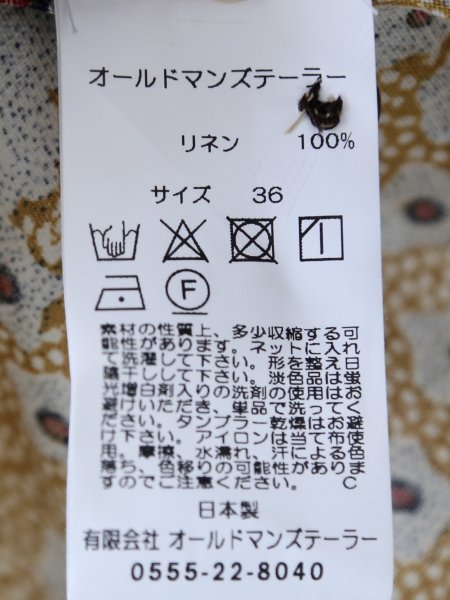 オールドマンズテーラー
リネン 100%
サイズ 36
F
素材の性質上、多少収縮する可
能性があります。ネットに入れ
て洗濯して下さい。形を整え日
陰干しして下さい。淡色品は蛍
光増白剤入りの洗剤の使用はお
避けいただき、単品で洗ってく
ださい。タンブラー乾燥はお避
け下さい。アイロンは当て布使
用。摩擦、水濡れ、汗による色
落ち、色移りの可能性がありま
すのでご注意ください。 C
日本製
有限会社 オールドマンズテーラー
0555-22-8040